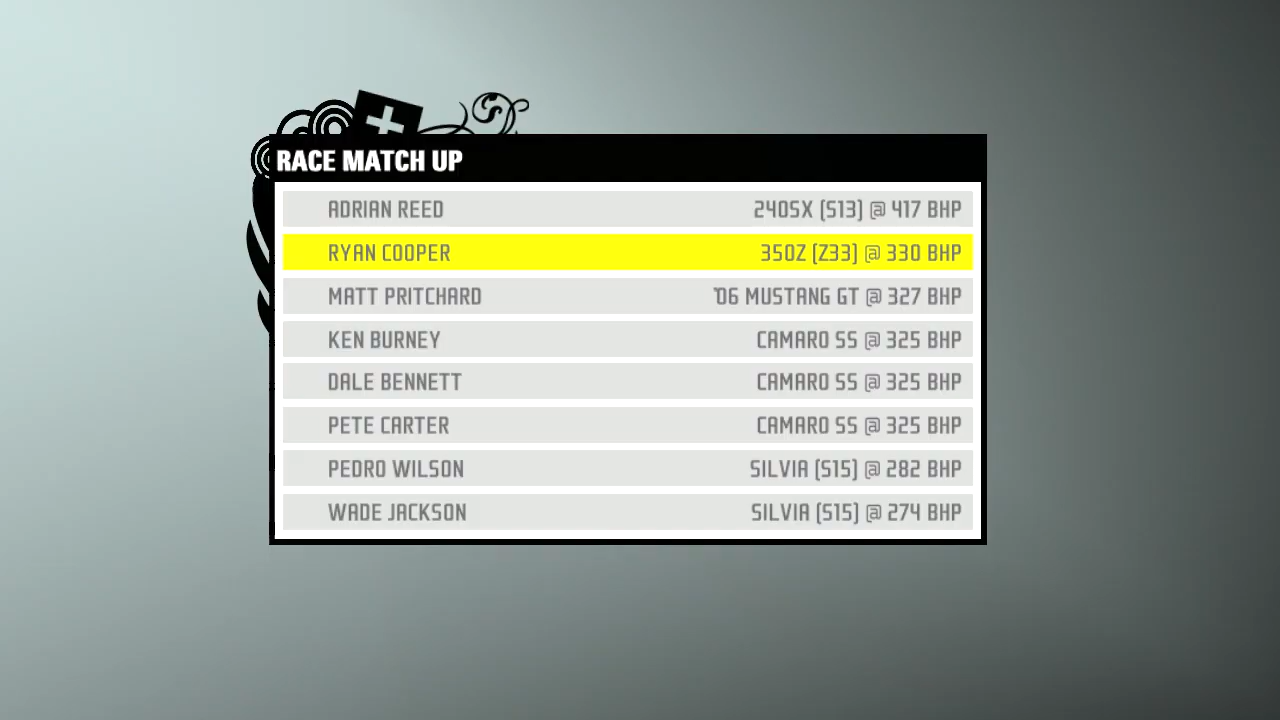 RACE MATCH UP
ADRIAN REED 240SX (S13) @ 417 BHP
RYAN COOPER 350Z (Z33) @ 330 BHP
MATT PRITCHARD '06 MUSTANG GT @ 327 BHP
KEN BURNEY CAMARO SS @ 325 BHP
DALE BENNETT CAMARO SS @ 325 BHP
PETE CARTER CAMARO SS @ 325 BHP
PEDRO WILSON SILVIA (S15) @ 282 BHP
WADE JACKSON SILVIA (S15) @ 274 BHP